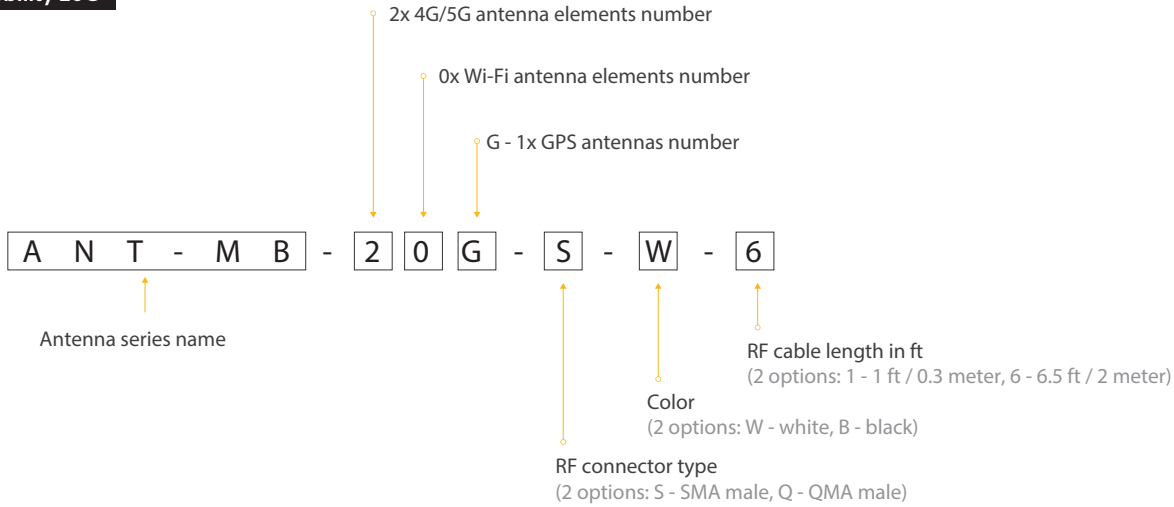 2x 4G/5G antenna elements number
0x Wi-Fi antenna elements number
G - 1x GPS antennas number
A N T - M B - 2 0 G - S - W - 6
Antenna series name
RF cable length in ft
(2 options: 1 - 1 ft / 0.3 meter, 6 - 6.5 ft / 2 meter)
Color
(2 options: W - white, B - black)
RF connector type
(2 options: S - SMA male, Q - QMA male)